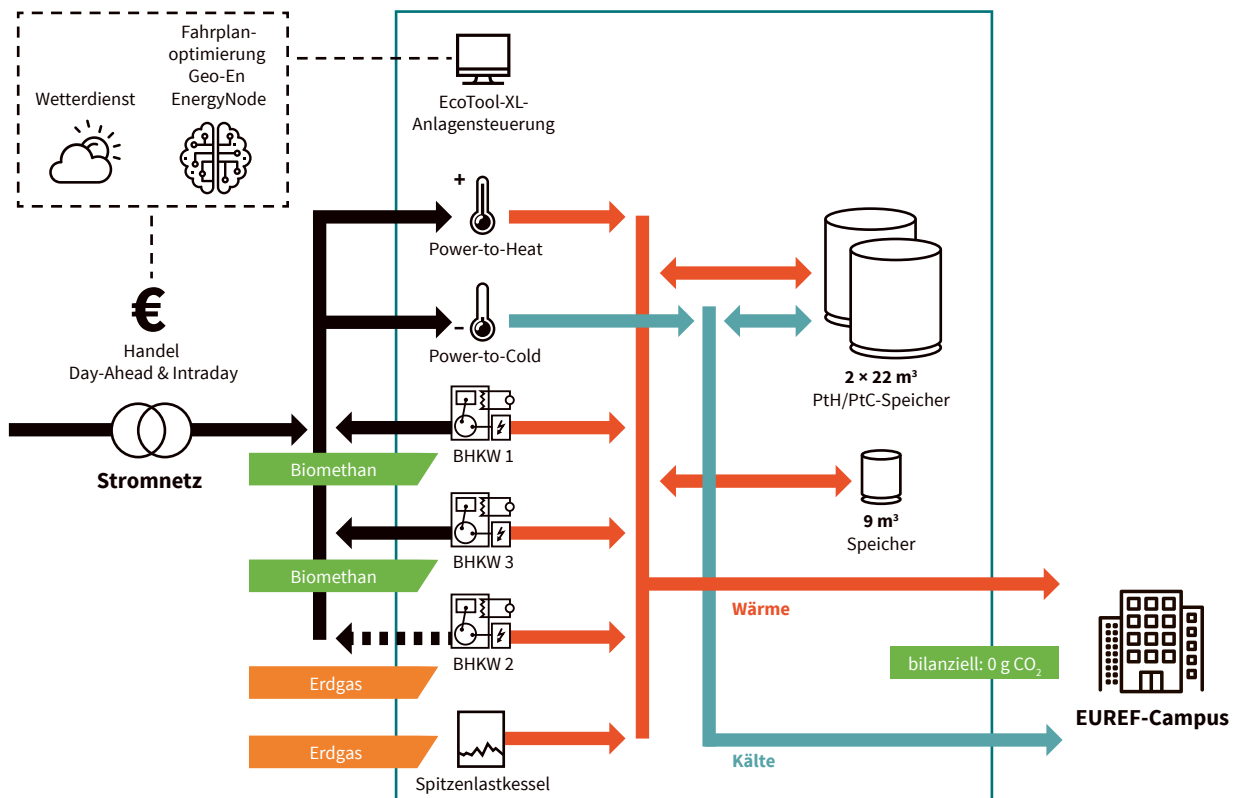 Fahrplan-
optimierung
Geo-En
EnergyNode
Wetterdienst
EcoTool-XL-
Anlagensteuerung
+
Power-to-Heat
–
Power-to-Cold
€
Handel
Day-Ahead & Intraday
2 × 22 m³
PtH/PtC-Speicher
Stromnetz
BHKW 1
Biomethan
9 m³
Speicher
BHKW 3
Biomethan
Wärme
BHKW 2
bilanziell: 0 g CO₂
Erdgas
EUREF-Campus
Erdgas
Kälte
Spitzenlastkessel